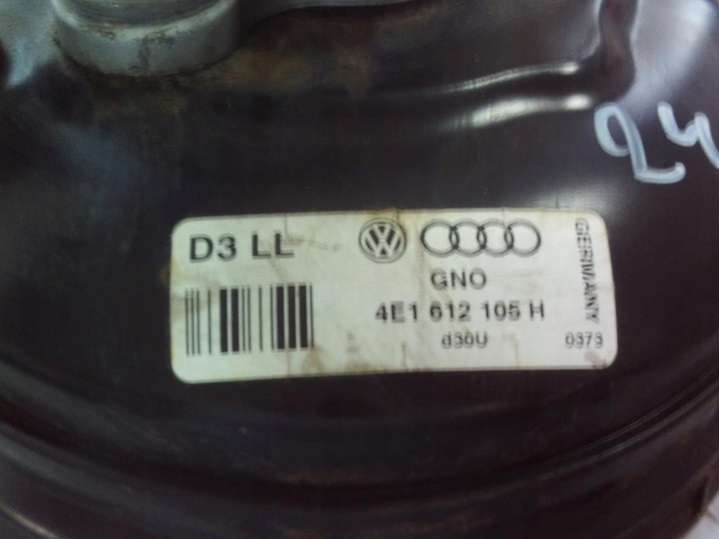 D3 LL
GNO
4E1 612 105 H
d30U
0373
GERMANY
24